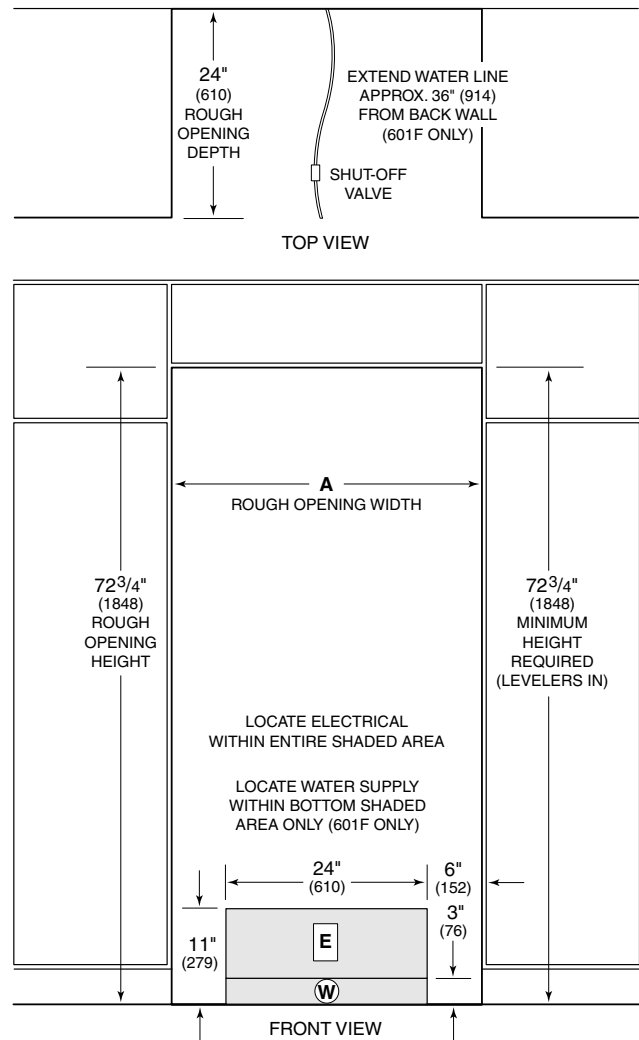 24"
(610)
ROUGH
OPENING
DEPTH
EXTEND WATER LINE
APPROX. 36" (914)
FROM BACK WALL
(601F ONLY)
SHUT-OFF
VALVE
TOP VIEW
A
ROUGH OPENING WIDTH
72 3/4"
(1848)
ROUGH
OPENING
HEIGHT
72 3/4"
(1848)
MINIMUM
HEIGHT
REQUIRED
(LEVELERS IN)
LOCATE ELECTRICAL
WITHIN ENTIRE SHADED AREA
LOCATE WATER SUPPLY
WITHIN BOTTOM SHADED
AREA ONLY (601F ONLY)
24"
(610)
6"
(152)
3"
(76)
11"
(279)
E
W
FRONT VIEW